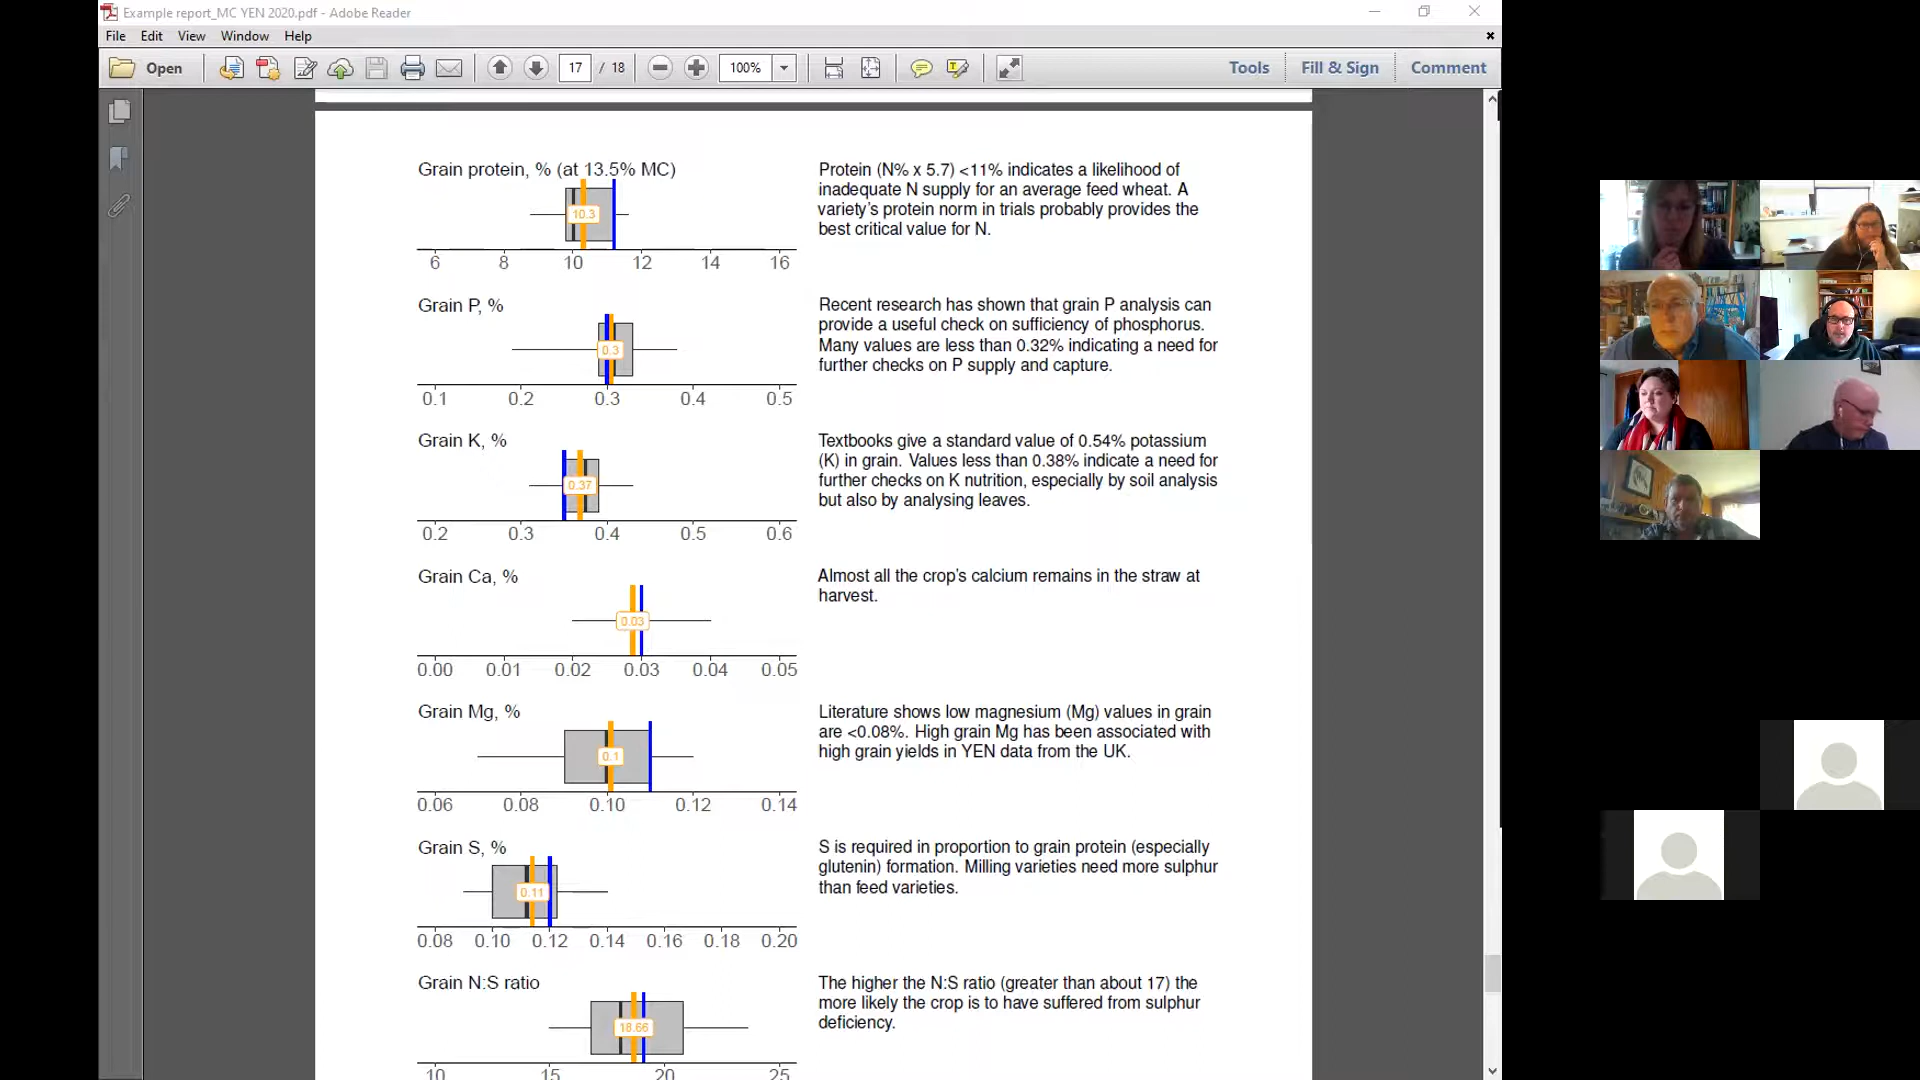 Example report_MC YEN 2020.pdf - Adobe Reader
File Edit View Window Help
Open 17 / 18 100% Tools Fill & Sign Comment
Grain protein, % (at 13.5% MC)
10.3
6 8 10 12 14 16
Protein (N% x 5.7) <11% indicates a likelihood of
inadequate N supply for an average feed wheat. A
variety's protein norm in trials probably provides the
best critical value for N.
Grain P, %
0.3
0.1 0.2 0.3 0.4 0.5
Recent research has shown that grain P analysis can
provide a useful check on sufficiency of phosphorus.
Many values are less than 0.32% indicating a need for
further checks on P supply and capture.
Grain K, %
0.37
0.2 0.3 0.4 0.5 0.6
Textbooks give a standard value of 0.54% potassium
(K) in grain. Values less than 0.38% indicate a need for
further checks on K nutrition, especially by soil analysis
but also by analysing leaves.
Grain Ca, %
0.03
0.00 0.01 0.02 0.03 0.04 0.05
Almost all the crop's calcium remains in the straw at
harvest.
Grain Mg, %
0.1
0.06 0.08 0.10 0.12 0.14
Literature shows low magnesium (Mg) values in grain
are <0.08%. High grain Mg has been associated with
high grain yields in YEN data from the UK.
Grain S, %
0.11
0.08 0.10 0.12 0.14 0.16 0.18 0.20
S is required in proportion to grain protein (especially
glutenin) formation. Milling varieties need more sulphur
than feed varieties.
Grain N:S ratio
18.66
10 15 20 25
The higher the N:S ratio (greater than about 17) the
more likely the crop is to have suffered from sulphur
deficiency.